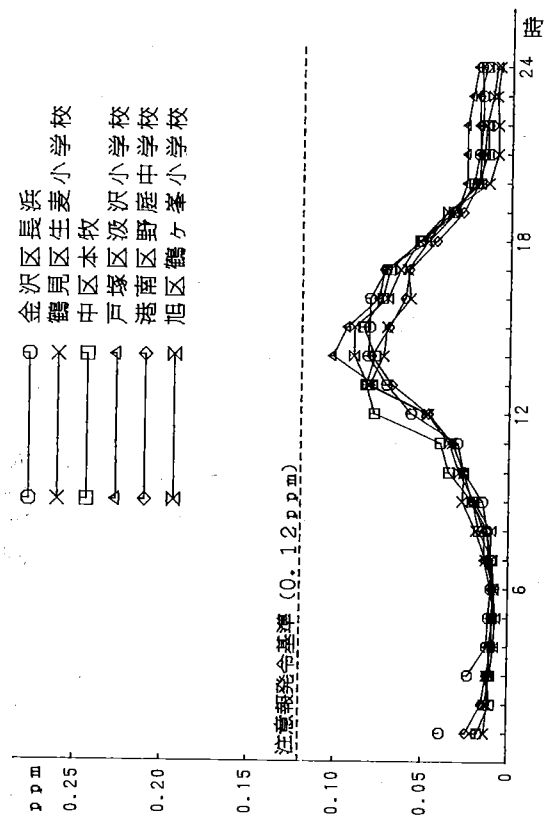 ppm
0.25
0.20
0.15
0.10
0.05
0
注意報発令基準(0.12ppm)
金沢区長浜
鶴見区生麦小学校
中区本牧
戸塚区汲沢小学校
港南区野庭中学校
旭区鶴ヶ峯小学校
6
12
18
24
時